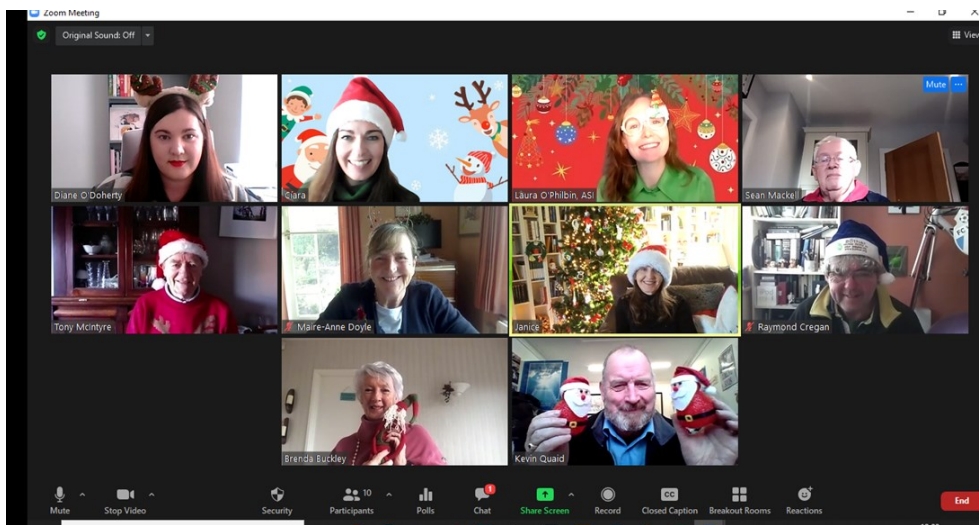 Zoom Meeting
Original Sound: Off
View
Diane O'Doherty
Ciara
Laura O'Philbin, ASI
Mute
Sean Mackell
Tony McIntyre
Maire-Anne Doyle
Janice
Raymond Cregan
Brenda Buckley
Kevin Quaid
Mute
Stop Video
Security
10
Participants
Polls
1
Chat
Share Screen
Record
CC
Closed Caption
Breakout Rooms
Reactions
End